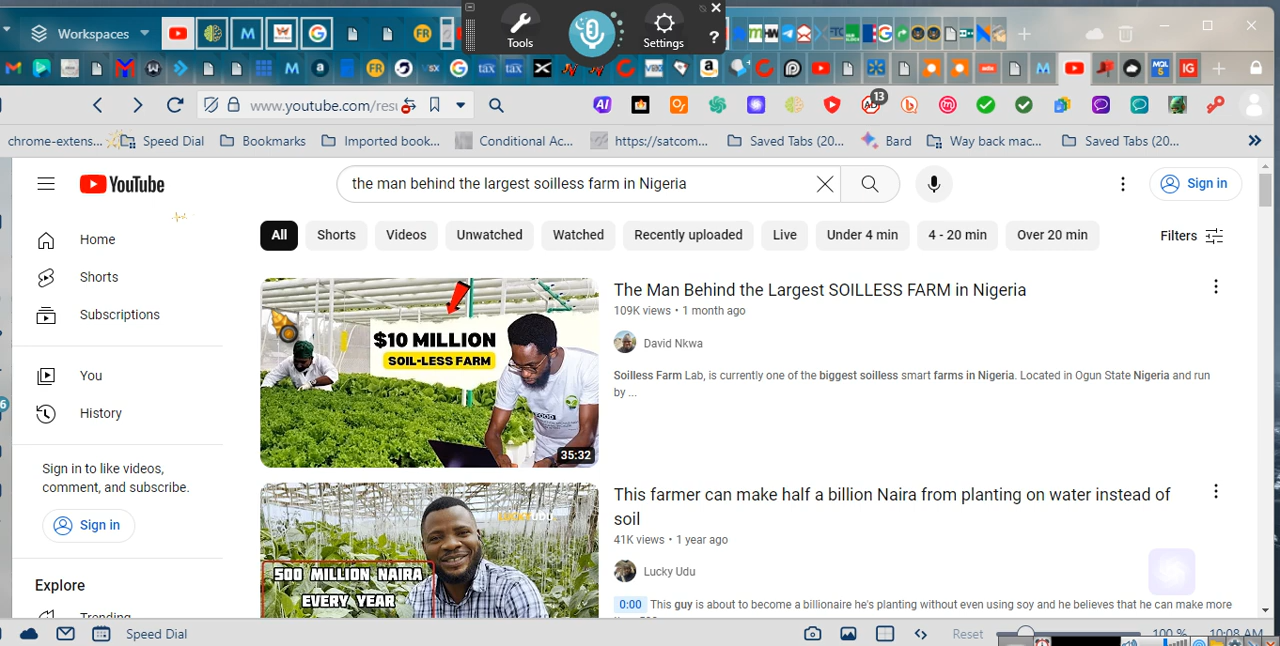 Workspaces
FR
Tools
Settings
?
www.youtube.com/resu
AI
13
chrome-extens...
Speed Dial
Bookmarks
Imported book...
Conditional Ac...
https://satcom...
Saved Tabs (20...
Bard
Way back mac...
Saved Tabs (20...
YouTube
the man behind the largest soilless farm in Nigeria
Sign in
All
Shorts
Videos
Unwatched
Watched
Recently uploaded
Live
Under 4 min
4 - 20 min
Over 20 min
Filters
Home
Shorts
Subscriptions
You
History
Sign in to like videos,
comment, and subscribe.
Sign in
Explore
Trending
$10 MILLION
SOIL-LESS FARM
35:32
The Man Behind the Largest SOILLESS FARM in Nigeria
109K views • 1 month ago
David Nkwa
Soilless Farm Lab, is currently one of the biggest soilless smart farms in Nigeria. Located in Ogun State Nigeria and run
by ...
500 MILLION NAIRA
EVERY YEAR
This farmer can make half a billion Naira from planting on water instead of
soil
41K views • 1 year ago
Lucky Udu
0:00 This guy is about to become a billionaire he's planting without even using soy and he believes that he can make more
Speed Dial
Reset
100 %
10:08 AM